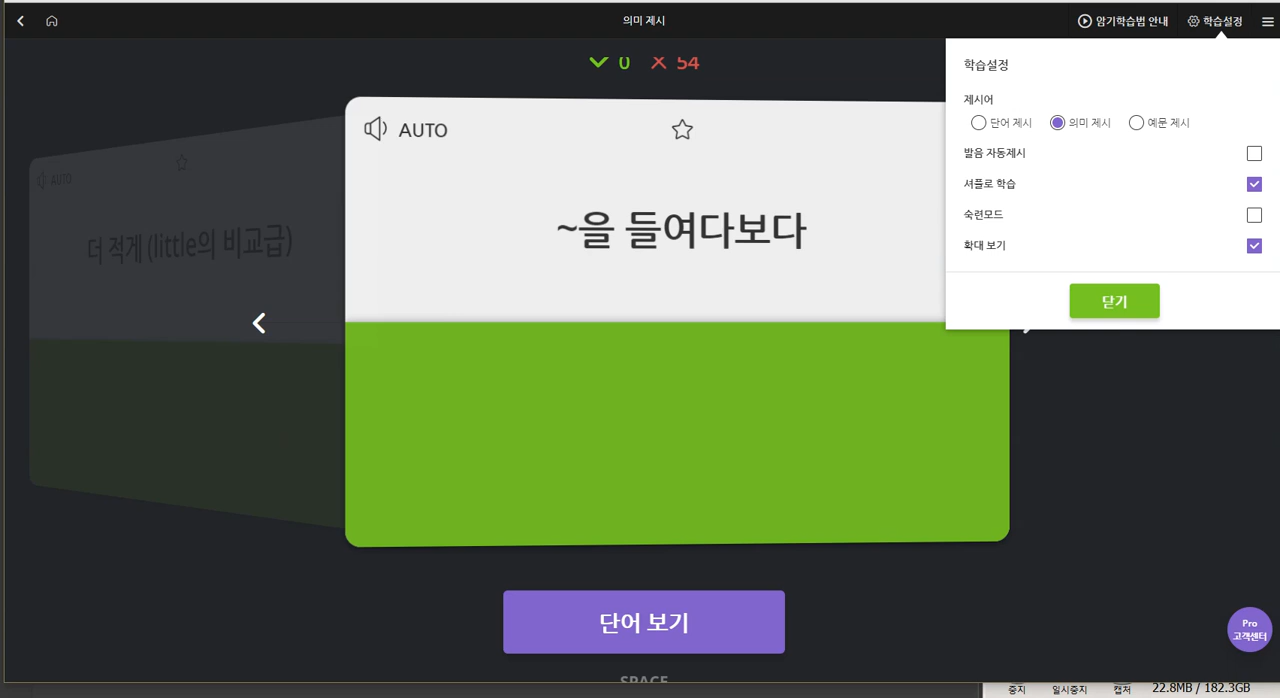 의미 제시
암기학습법 안내
학습설정
0
54
학습설정
제시어
단어 제시
의미 제시
예문 제시
발음 자동제시
셔플로 학습
숙련모드
확대 보기
닫기
AUTO
~을 들여다보다
AUTO
더 적게 (little의 비교급)
단어 보기
SPACE
Pro
고객센터
중지
일시중지
캡처
22.8MB / 182.3GB